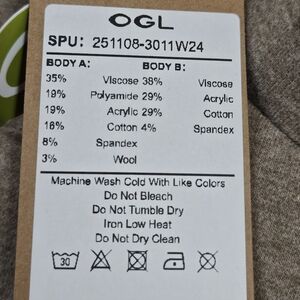 OGL
SPU: 251108-3011W24
BODY A: BODY B:
35% Viscose 38% Viscose
19% Polyamide 29% Acrylic
19% Acrylic 29% Cotton
16% Cotton 4% Spandex
8% Spandex
3% Wool
Machine Wash Cold With Like Colors
Do Not Bleach
Do Not Tumble Dry
Iron Low Heat
Do Not Dry Clean
30